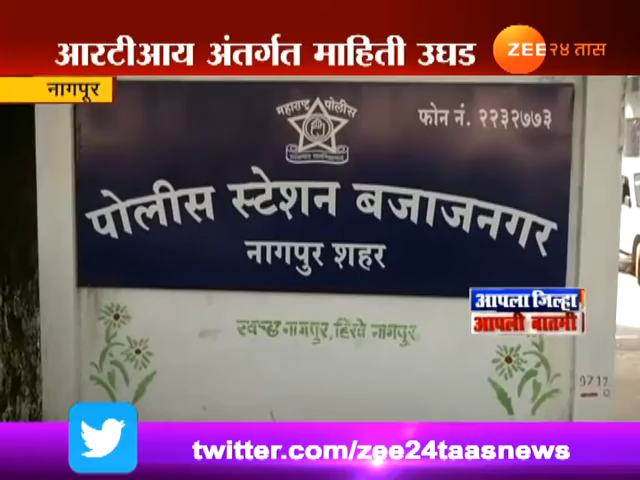 आरटीआय अंतर्गत माहिती उघड
ZEE २४ तास
नागपूर
महाराष्ट्र पोलीस
फोन नं. २२३२७७३
पोलीस स्टेशन बजाजनगर
नागपुर शहर
आपला जिल्हा
आपली बातमी
स्वच्छ नागपुर, हिरवे नागपुर
twitter.com/zee24taasnews